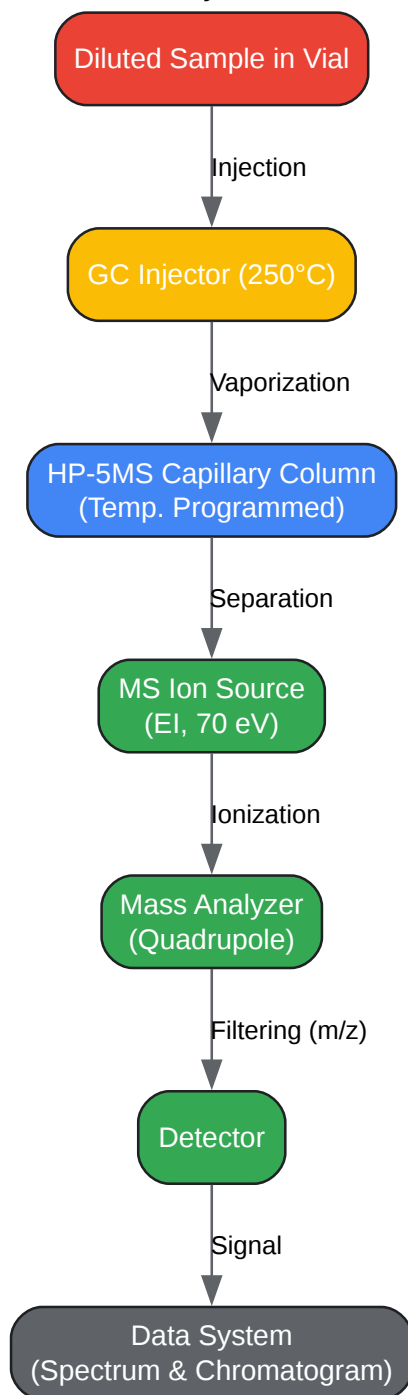 Diluted Sample in Vial
Injection
GC Injector (250°C)
Vaporization
HP-5MS Capillary Column
(Temp. Programmed)
Separation
MS Ion Source
(EI, 70 eV)
Ionization
Mass Analyzer
(Quadrupole)
Filtering (m/z)
Detector
Signal
Data System
(Spectrum & Chromatogram)